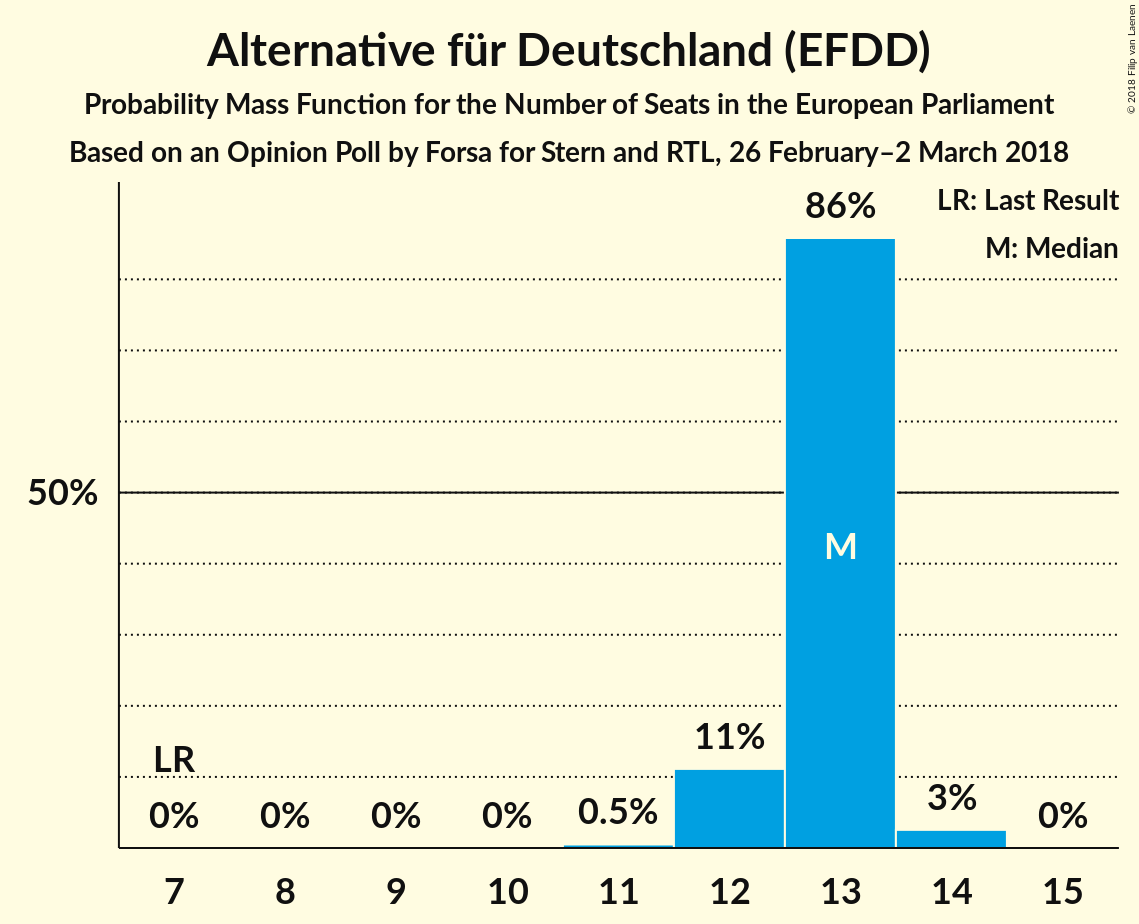 Alternative für Deutschland (EFDD)
Probability Mass Function for the Number of Seats in the European Parliament
Based on an Opinion Poll by Forsa for Stern and RTL, 26 February–2 March 2018
© 2018 Filip van Laenen
LR: Last Result
M: Median
86%
50%
M
11%
LR
3%
0% 0% 0% 0% 0.5% 0%
7 8 9 10 11 12 13 14 15